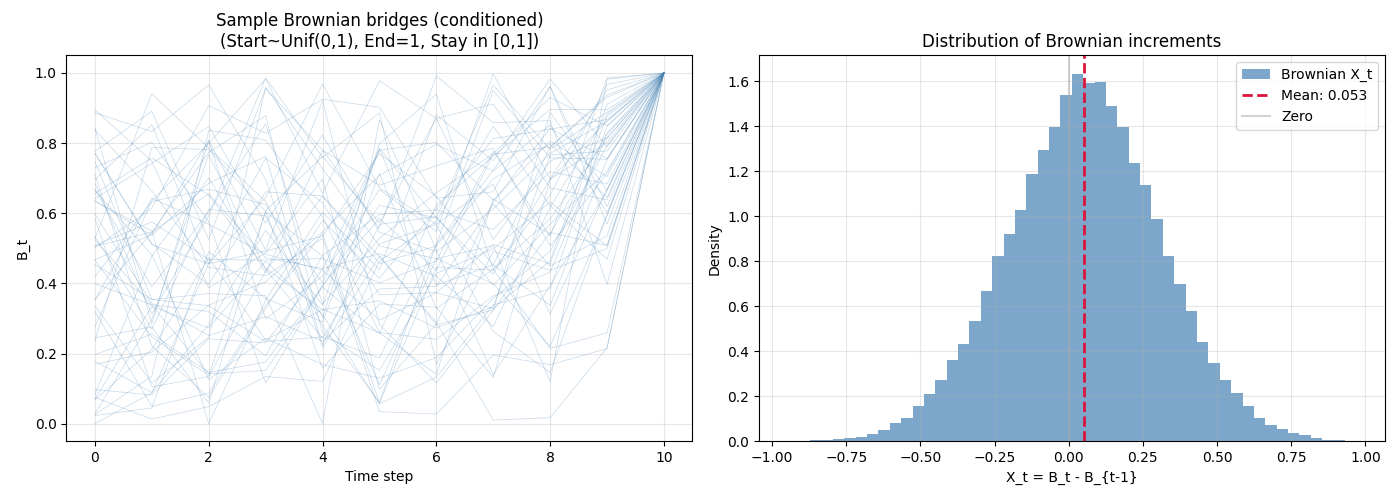 Sample Brownian bridges (conditioned)
(Start~Unif(0,1), End=1, Stay in [0,1])
1.0
0.8
0.6
0.4
0.2
0.0
B_t
0 2 4 6 8 10
Time step
Distribution of Brownian increments
Brownian X_t
Mean: 0.053
Zero
1.6
1.4
1.2
1.0
0.8
0.6
0.4
0.2
0.0
Density
−1.00 −0.75 −0.50 −0.25 0.00 0.25 0.50 0.75 1.00
X_t = B_t - B_{t-1}